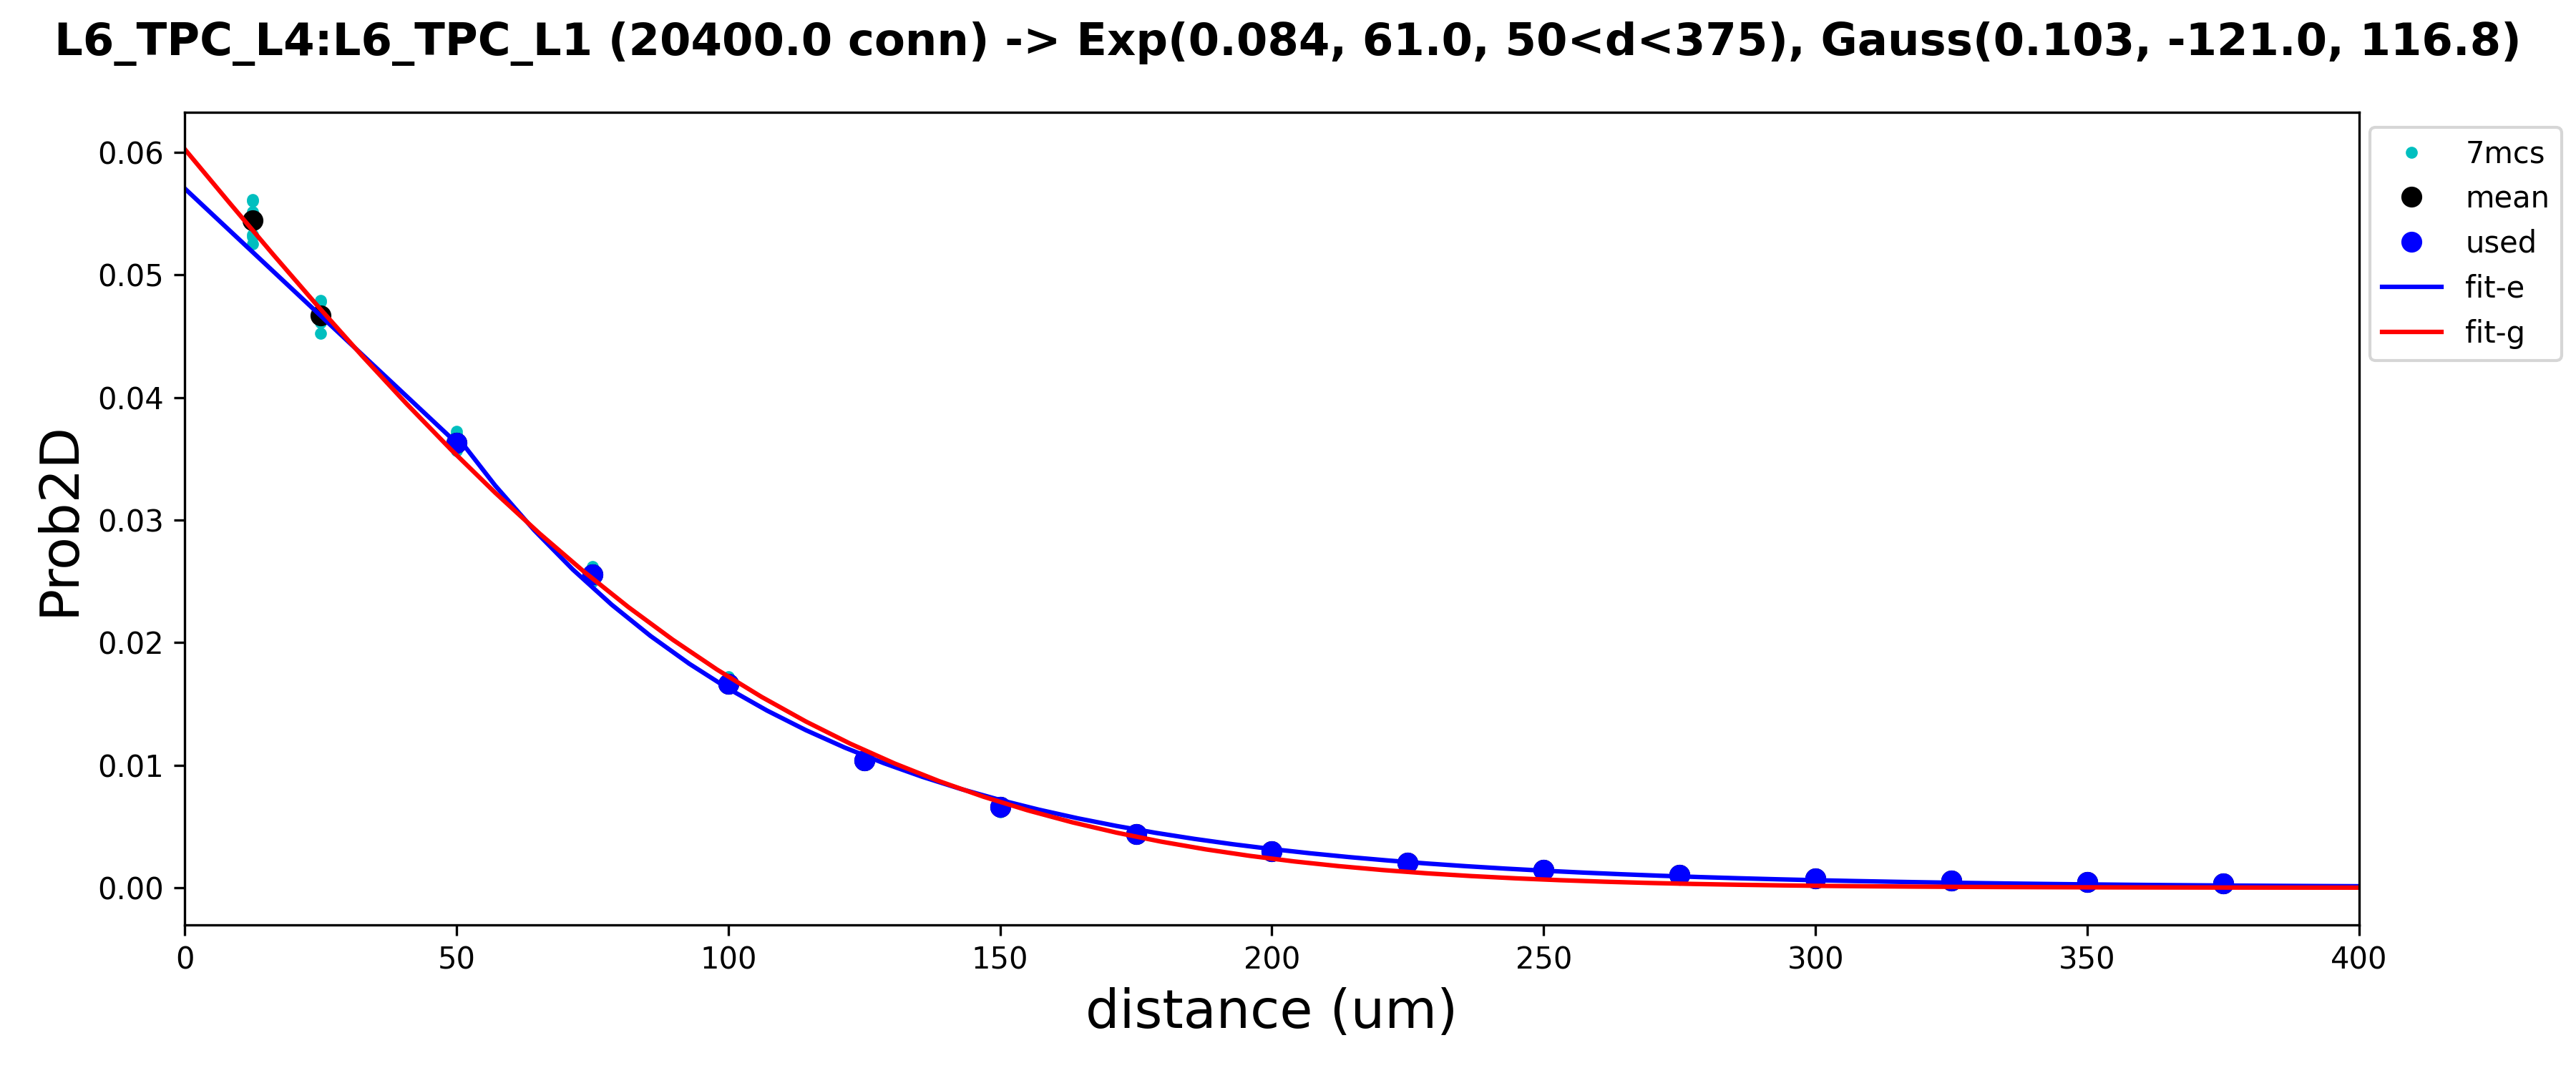 L6_TPC_L4:L6_TPC_L1 (20400.0 conn) -> Exp(0.084, 61.0, 50<d<375), Gauss(0.103, -121.0, 116.8)
7mcs
mean
used
fit-e
fit-g
Prob2D
0.06
0.05
0.04
0.03
0.02
0.01
0.00
0 50 100 150 200 250 300 350 400
distance (um)